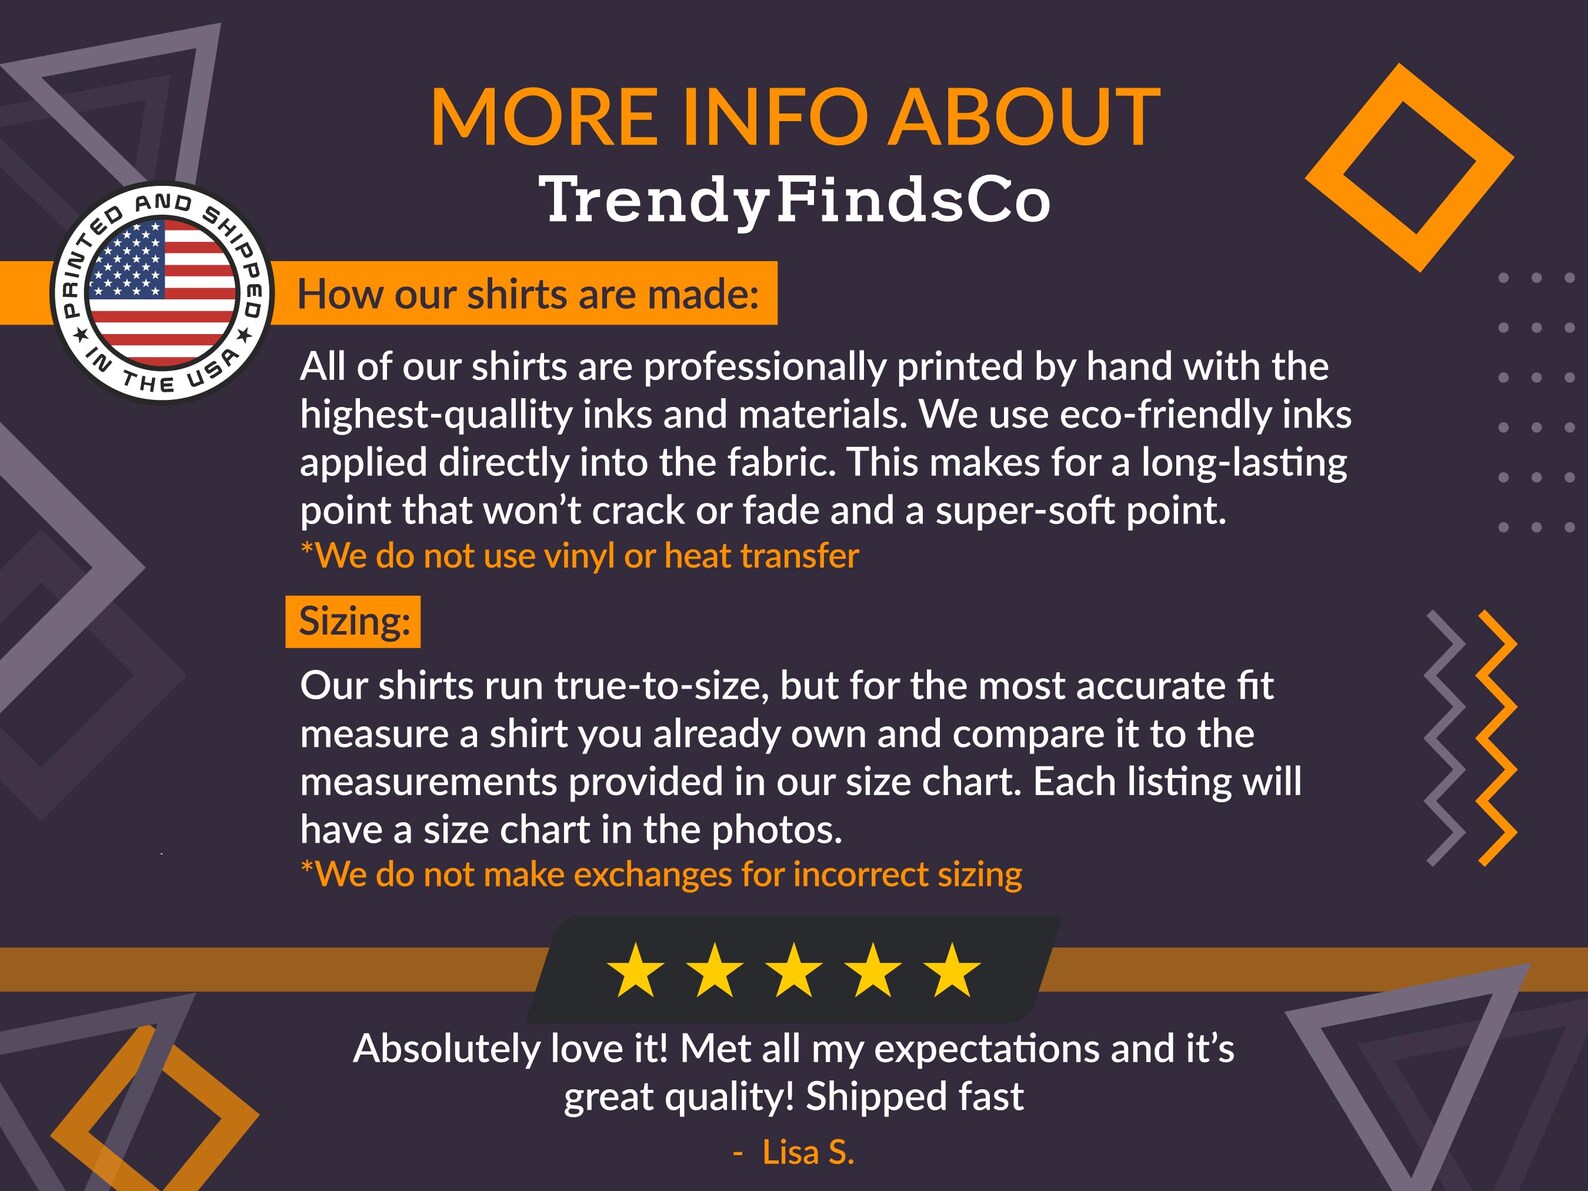 MORE INFO ABOUT
TrendyFindsCo
PRINTED AND SHIPPED
★ IN THE USA ★
How our shirts are made:
All of our shirts are professionally printed by hand with the
highest-quallity inks and materials. We use eco-friendly inks
applied directly into the fabric. This makes for a long-lasting
point that won’t crack or fade and a super-soft point.
*We do not use vinyl or heat transfer
Sizing:
Our shirts run true-to-size, but for the most accurate fit
measure a shirt you already own and compare it to the
measurements provided in our size chart. Each listing will
have a size chart in the photos.
*We do not make exchanges for incorrect sizing
Absolutely love it! Met all my expectations and it’s
great quality! Shipped fast
- Lisa S.